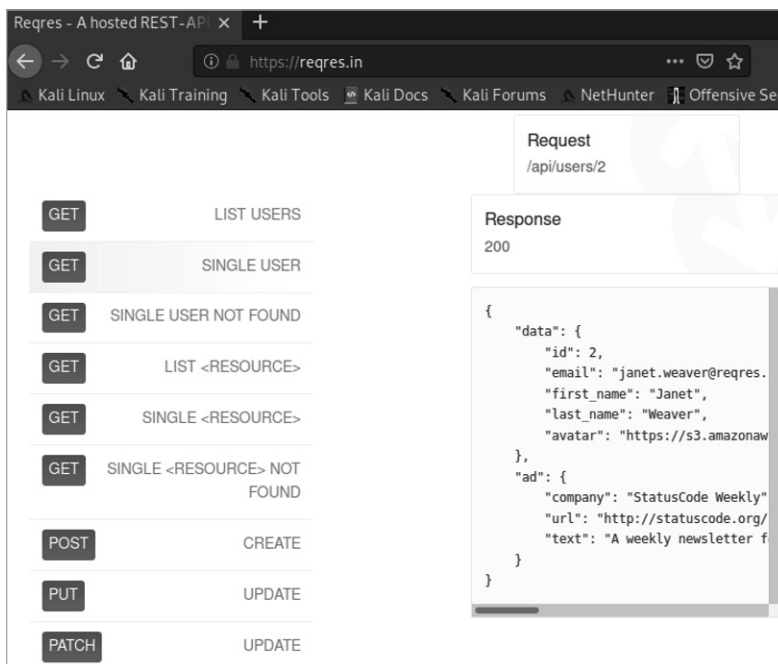 Reqres - A hosted REST-API
https://reqres.in
Kali Linux Kali Training Kali Tools Kali Docs Kali Forums NetHunter Offensive Se
Request
/api/users/2
GET LIST USERS
GET SINGLE USER
GET SINGLE USER NOT FOUND
GET LIST <RESOURCE>
GET SINGLE <RESOURCE>
GET SINGLE <RESOURCE> NOT
FOUND
POST CREATE
PUT UPDATE
PATCH UPDATE
Response
200
{
"data": {
"id": 2,
"email": "janet.weaver@reqres.
"first_name": "Janet",
"last_name": "Weaver",
"avatar": "https://s3.amazonaw
},
"ad": {
"company": "StatusCode Weekly"
"url": "http://statuscode.org/
"text": "A weekly newsletter f
}
}